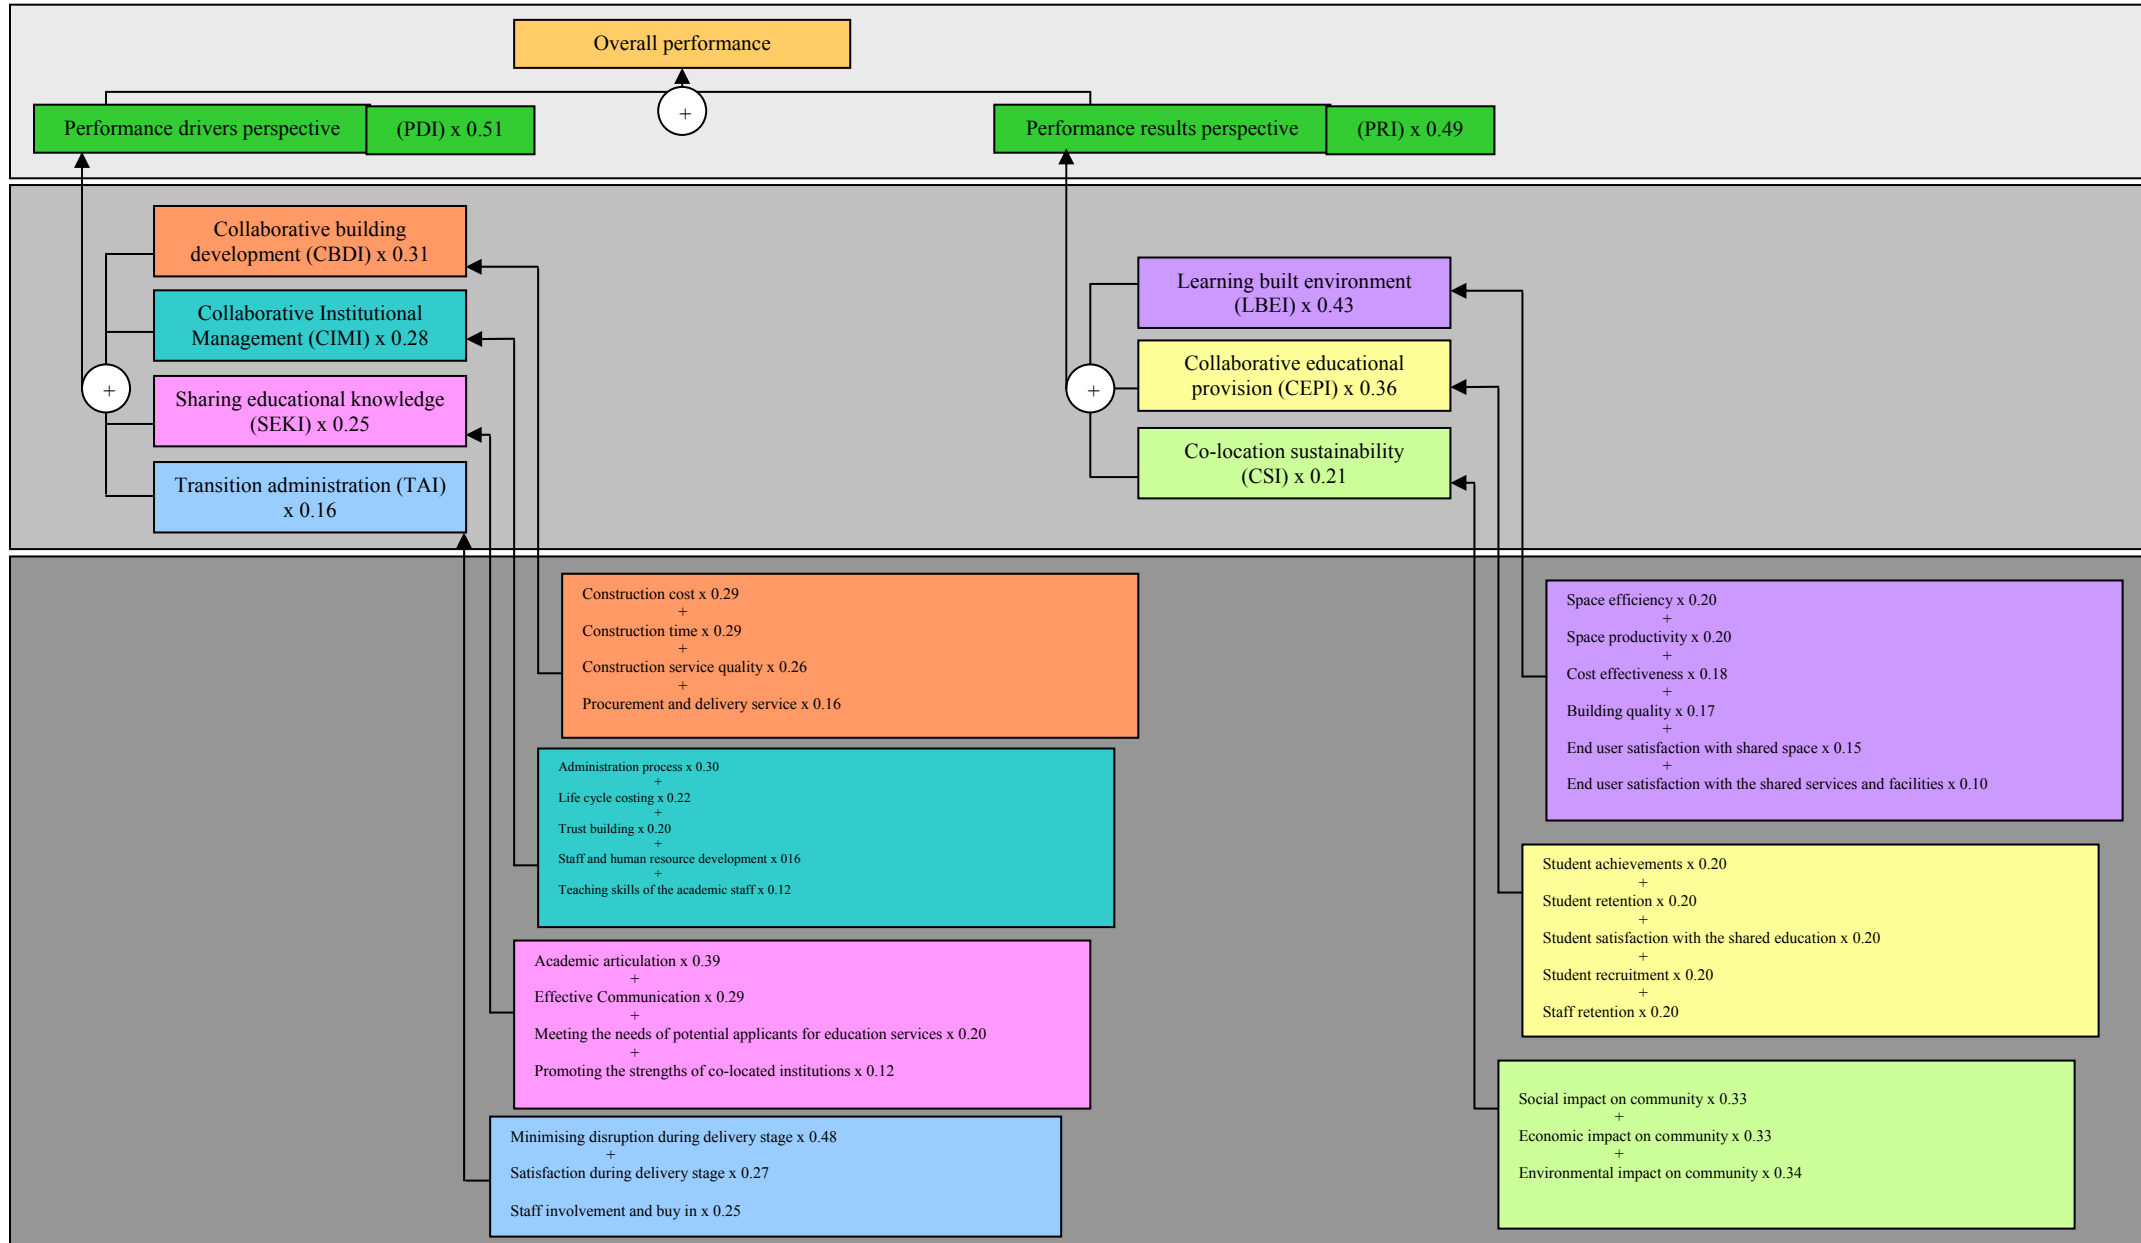 Overall performance
+
Performance drivers perspective
(PDI) x 0.51
Performance results perspective
(PRI) x 0.49
Collaborative building
development (CBDI) x 0.31
Collaborative Institutional
Management (CIMI) x 0.28
+
Sharing educational knowledge
(SEKI) x 0.25
Transition administration (TAI)
x 0.16
Learning built environment
(LBEI) x 0.43
+
Collaborative educational
provision (CEPI) x 0.36
Co-location sustainability
(CSI) x 0.21
Construction cost x 0.29
+
Construction time x 0.29
+
Construction service quality x 0.26
+
Procurement and delivery service x 0.16
Administration process x 0.30
+
Life cycle costing x 0.22
+
Trust building x 0.20
+
Staff and human resource development x 016
+
Teaching skills of the academic staff x 0.12
Academic articulation x 0.39
+
Effective Communication x 0.29
+
Meeting the needs of potential applicants for education services x 0.20
+
Promoting the strengths of co-located institutions x 0.12
Minimising disruption during delivery stage x 0.48
+
Satisfaction during delivery stage x 0.27
Staff involvement and buy in x 0.25
Space efficiency x 0.20
+
Space productivity x 0.20
+
Cost effectiveness x 0.18
+
Building quality x 0.17
+
End user satisfaction with shared space x 0.15
+
End user satisfaction with the shared services and facilities x 0.10
Student achievements x 0.20
+
Student retention x 0.20
+
Student satisfaction with the shared education x 0.20
+
Student recruitment x 0.20
+
Staff retention x 0.20
Social impact on community x 0.33
+
Economic impact on community x 0.33
+
Environmental impact on community x 0.34